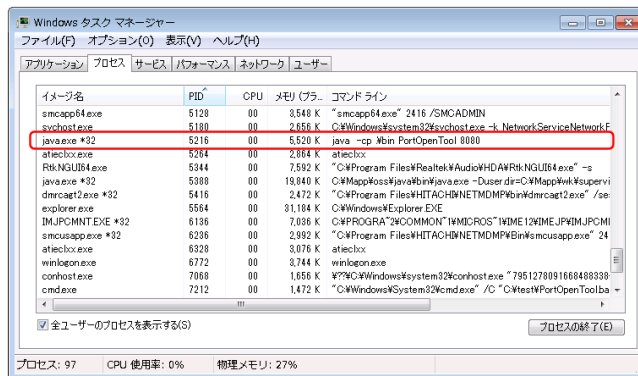 Windows タスク マネージャー
ファイル(F) オプション(O) 表示(V) ヘルプ(H)
アプリケーション プロセス サービス パフォーマンス ネットワーク ユーザー
イメージ名 PID CPU メモリ (プラ... コマンド ライン
smcapp64.exe 5128 00 3,548 K "smcapp64.exe" 2416 /SMCADMIN
svchost.exe 5180 00 2,656 K C:¥Windows¥system32¥svchost.exe -k NetworkServiceNetworkF
java.exe *32 5216 00 5,520 K java -cp ¥bin PortOpenTool 8080
atieclxx.exe 5264 00 2,864 K atieclxx
RtkNGUI64.exe 5344 00 7,592 K "C:¥Program Files¥Realtek¥Audio¥HDA¥RtkNGUI64.exe" -s
java.exe *32 5388 00 19,840 K C:¥Mapp¥oss¥java¥bin¥java.exe -Duser.dir=C:¥Mapp¥wk¥supervi
dmrcagt2.exe *32 5416 00 2,472 K "C:¥Program Files¥HITACHI¥NETMDMP¥bin¥dmrcagt2.exe" /se
explorer.exe 5564 00 31,184 K C:¥Windows¥Explorer.EXE
IMJPCMNT.EXE *32 6136 00 7,036 K C:¥PROGRA~2¥COMMON~1¥MICROS~1¥IME12¥IMEJP¥IMJPCM
smcusapp.exe *32 6236 00 2,992 K "C:¥Program Files¥HITACHI¥NETMDMP¥Bin¥smcusapp.exe" 24
atieclxx.exe 6328 00 3,076 K atieclxx
winlogon.exe 6772 00 3,744 K winlogon.exe
conhost.exe 7068 00 1,656 K ¥??¥C:¥Windows¥system32¥conhost.exe "7951278091668488338-
cmd.exe 7212 00 1,472 K "C:¥Windows¥System32¥cmd.exe" /C "C:¥test¥PortOpenTool.ba
全ユーザーのプロセスを表示する(S) プロセスの終了(E)
プロセス: 97 CPU 使用率: 0% 物理メモリ: 27%